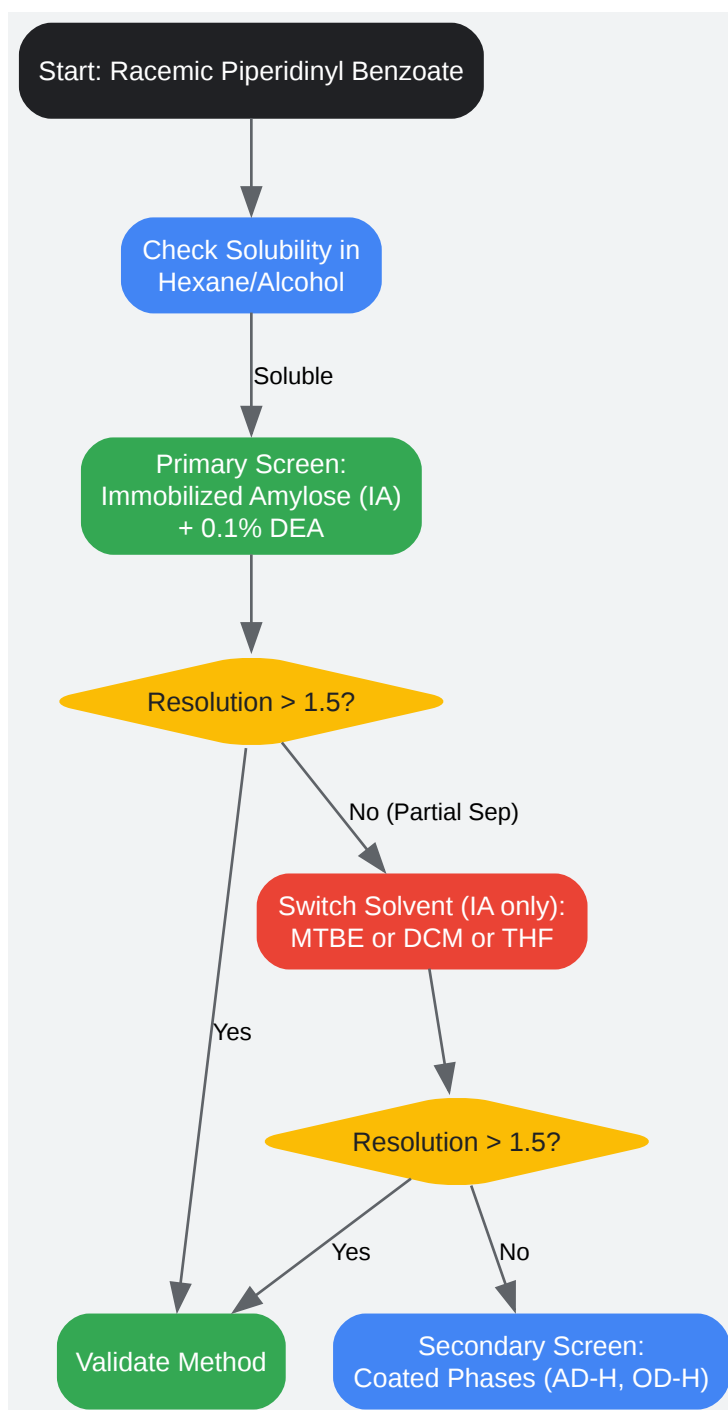 Start: Racemic Piperidinyl Benzoate
Check Solubility in
Hexane/Alcohol
Soluble
Primary Screen:
Immobilized Amylose (IA)
+ 0.1% DEA
Resolution > 1.5?
No (Partial Sep)
Switch Solvent (IA only):
MTBE or DCM or THF
Yes
Resolution > 1.5?
Yes
No
Validate Method
Secondary Screen:
Coated Phases (AD-H, OD-H)